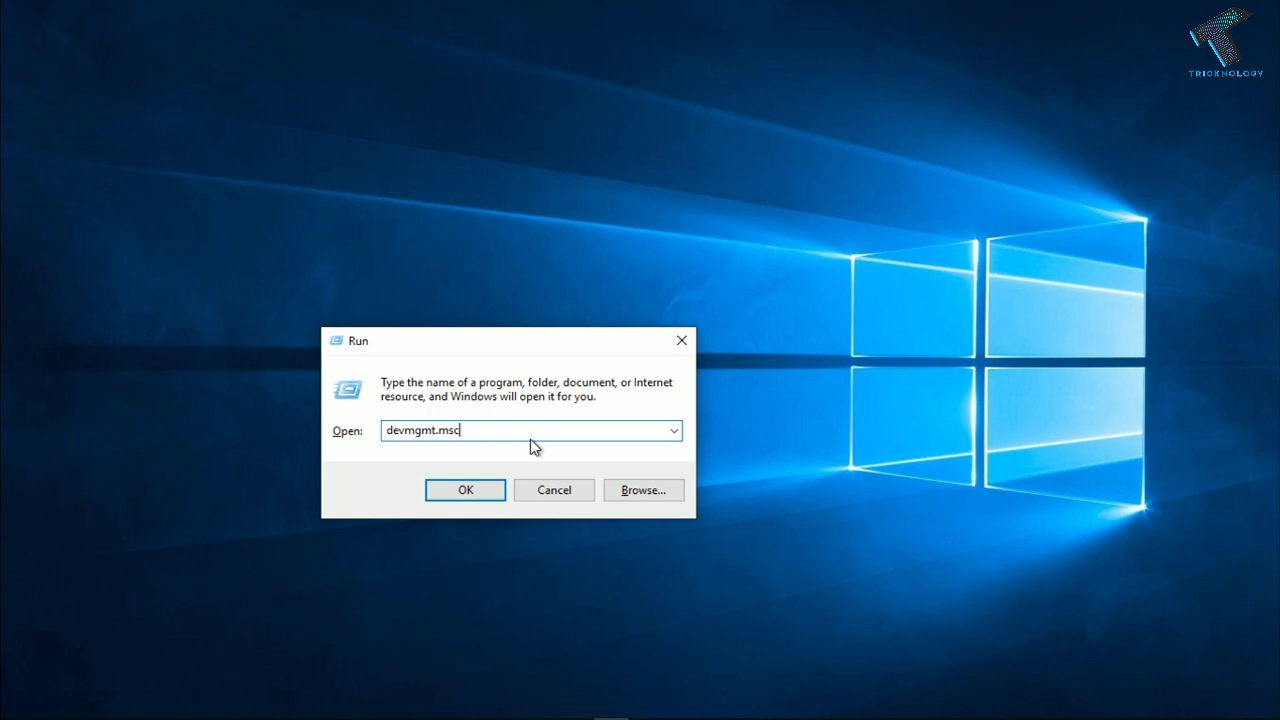 TRICKNOLOGY
Run
Type the name of a program, folder, document, or Internet
resource, and Windows will open it for you.
Open: devmgmt.msc
OK Cancel Browse...